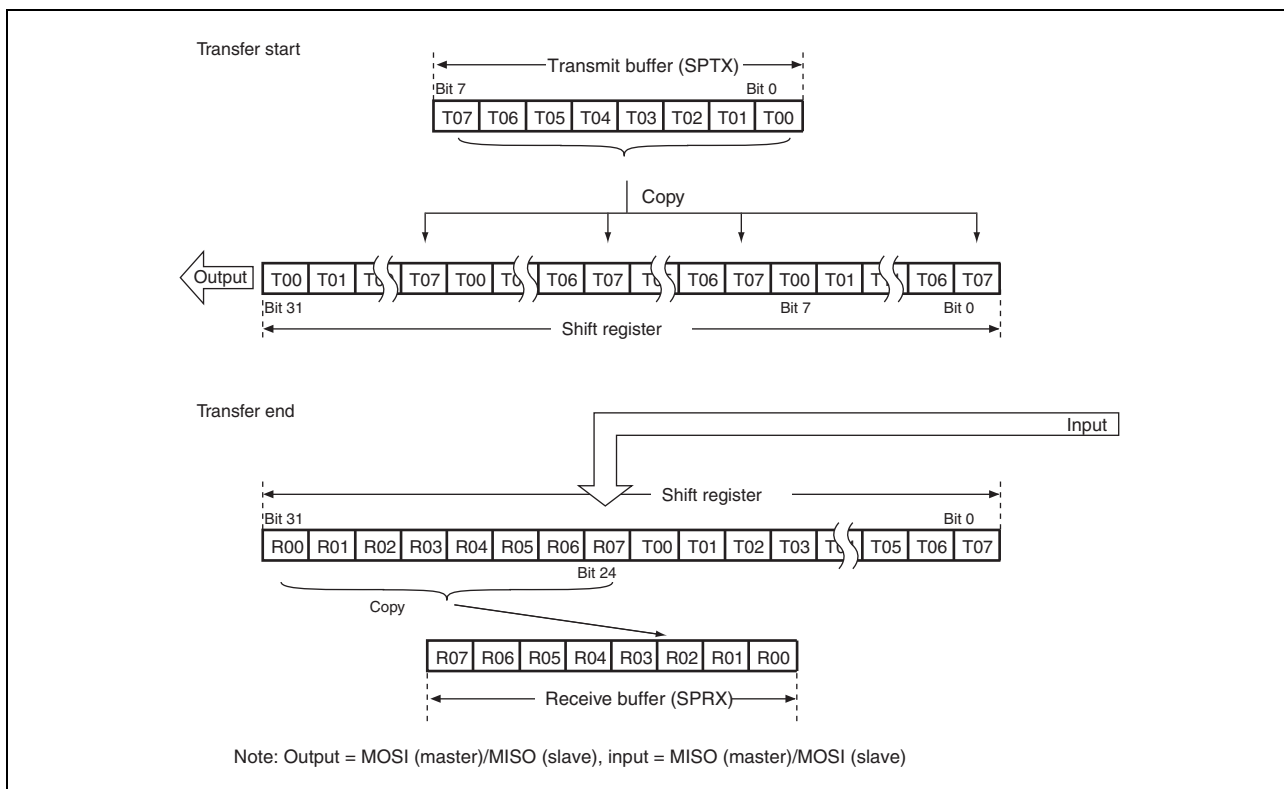 Transfer start
Transmit buffer (SPTX)
Bit 7 Bit 0
T07 T06 T05 T04 T03 T02 T01 T00
Copy
Output
T00 T01 T07 T00 T06 T07 T06 T07 T00 T01 T06 T07
Bit 31 Bit 7 Bit 0
Shift register
Transfer end
Input
Shift register
Bit 31 Bit 0
R00 R01 R02 R03 R04 R05 R06 R07 T00 T01 T02 T03 T05 T06 T07
Bit 24
Copy
R07 R06 R05 R04 R03 R02 R01 R00
Receive buffer (SPRX)
Note: Output = MOSI (master)/MISO (slave), input = MISO (master)/MOSI (slave)